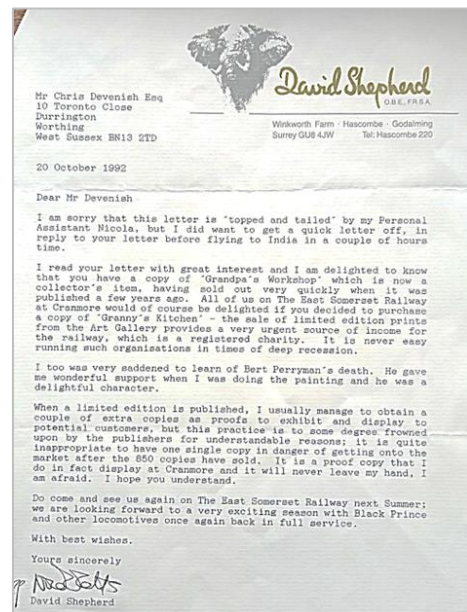 David Shepherd
O.B.E., F.R.S.A.
Mr Chris Devenish Esq
10 Toronto Close
Durrington
Worthing
West Sussex BN13 2TD
Winkworth Farm · Hascombe · Godalming
Surrey GU8 4JW Tel: Hascombe 220
20 October 1992
Dear Mr Devenish
I am sorry that this letter is "topped and tailed" by my Personal
Assistant Nicola, but I did want to get a quick letter off, in
reply to your letter before flying to India in a couple of hours
time.
I read your letter with great interest and I am delighted to know
that you have a copy of "Grandpa's Workshop" which is now a
collector's item, having sold out very quickly when it was
published a few years ago. All of us on The East Somerset Railway
at Cranmore would of course be delighted if you decided to purchase
a copy of "Granny's Kitchen" - the sale of limited edition prints
from the Art Gallery provides a very urgent source of income for
the railway, which is a registered charity. It is never easy
running such organisations in times of deep recession.
I too was very saddened to learn of Bert Perryman's death. He gave
me wonderful support when I was doing the painting and he was a
delightful character.
When a limited edition is published, I usually manage to obtain a
couple of extra copies as proofs to exhibit and display to
potential customers, but this practice is to some degree frowned
upon by the publishers for understandable reasons; it is quite
inappropriate to have one single copy in danger of getting onto the
market after the 850 copies have sold. It is a proof copy that I
do in fact display at Cranmore and it will never leave my hand, I
am afraid. I hope you understand.
Do come and see us again on The East Somerset Railway next Summer;
we are looking forward to a very exciting season with Black Prince
and other locomotives once again back in full service.
With best wishes.
Yours sincerely
pp
David Shepherd